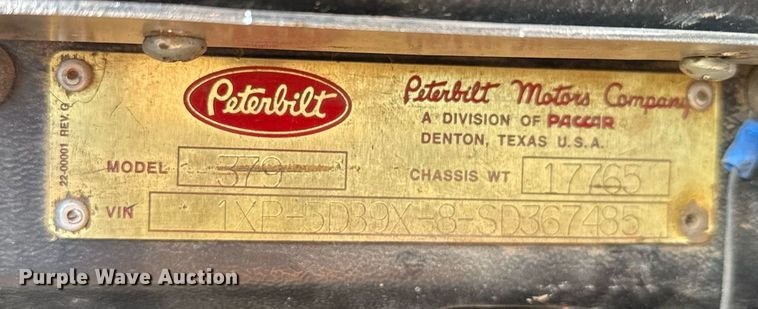 Peterbilt
Peterbilt Motors Company
A DIVISION OF PACCAR
DENTON, TEXAS U.S.A.
22-00001 REV. G
MODEL 379
CHASSIS WT 17765
VIN 1XP-5D39X-8-SD367485
Purple Wave Auction